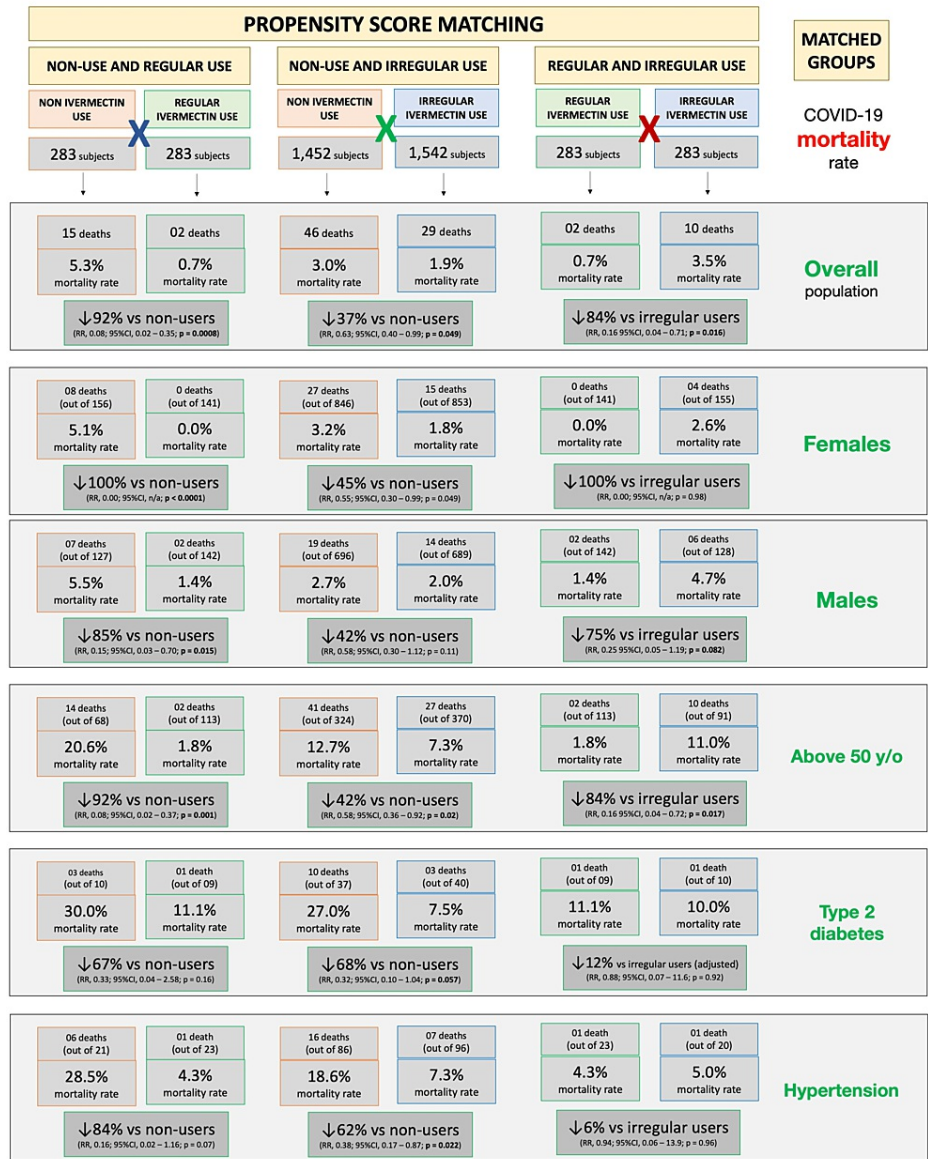 PROPENSITY SCORE MATCHING
MATCHED
GROUPS
NON-USE AND REGULAR USE
NON-USE AND IRREGULAR USE
REGULAR AND IRREGULAR USE
NON IVERMECTIN
USE
REGULAR
IVERMECTIN USE
NON IVERMECTIN
USE
IRREGULAR
IVERMECTIN USE
REGULAR
IVERMECTIN USE
IRREGULAR
IVERMECTIN USE
X
X
X
COVID-19
mortality
rate
283 subjects
283 subjects
1,452 subjects
1,542 subjects
283 subjects
283 subjects
15 deaths
02 deaths
46 deaths
29 deaths
02 deaths
10 deaths
5.3%
mortality rate
0.7%
mortality rate
3.0%
mortality rate
1.9%
mortality rate
0.7%
mortality rate
3.5%
mortality rate
Overall
population
↓92% vs non-users
(RR, 0.08; 95%CI, 0.02 – 0.35; p = 0.0008)
↓37% vs non-users
(RR, 0.63; 95%CI, 0.40 – 0.99; p = 0.049)
↓84% vs irregular users
(RR, 0.16 95%CI, 0.04 – 0.71; p = 0.016)
08 deaths
(out of 156)
0 deaths
(out of 141)
27 deaths
(out of 846)
15 deaths
(out of 853)
0 deaths
(out of 141)
04 deaths
(out of 155)
5.1%
mortality rate
0.0%
mortality rate
3.2%
mortality rate
1.8%
mortality rate
0.0%
mortality rate
2.6%
mortality rate
Females
↓100% vs non-users
(RR, 0.00; 95%CI, n/a; p < 0.0001)
↓45% vs non-users
(RR, 0.55; 95%CI, 0.30 – 0.99; p = 0.049)
↓100% vs irregular users
(RR, 0.00; 95%CI, n/a; p = 0.98)
07 deaths
(out of 127)
02 deaths
(out of 142)
19 deaths
(out of 696)
14 deaths
(out of 689)
02 deaths
(out of 142)
06 deaths
(out of 128)
5.5%
mortality rate
1.4%
mortality rate
2.7%
mortality rate
2.0%
mortality rate
1.4%
mortality rate
4.7%
mortality rate
Males
↓85% vs non-users
(RR, 0.15; 95%CI, 0.03 – 0.70; p = 0.015)
↓42% vs non-users
(RR, 0.58; 95%CI, 0.30 – 1.12; p = 0.11)
↓75% vs irregular users
(RR, 0.25 95%CI, 0.05 – 1.19; p = 0.082)
14 deaths
(out of 68)
02 deaths
(out of 113)
41 deaths
(out of 324)
27 deaths
(out of 370)
02 deaths
(out of 113)
10 deaths
(out of 91)
20.6%
mortality rate
1.8%
mortality rate
12.7%
mortality rate
7.3%
mortality rate
1.8%
mortality rate
11.0%
mortality rate
Above 50 y/o
↓92% vs non-users
(RR, 0.08; 95%CI, 0.02 – 0.37; p = 0.001)
↓42% vs non-users
(RR, 0.58; 95%CI, 0.36 – 0.92; p = 0.02)
↓84% vs irregular users
(RR, 0.16 95%CI, 0.04 – 0.72; p = 0.017)
03 deaths
(out of 10)
01 death
(out of 09)
10 deaths
(out of 37)
03 deaths
(out of 40)
01 death
(out of 09)
01 death
(out of 10)
30.0%
mortality rate
11.1%
mortality rate
27.0%
mortality rate
7.5%
mortality rate
11.1%
mortality rate
10.0%
mortality rate
Type 2
diabetes
↓67% vs non-users
(RR, 0.33; 95%CI, 0.04 – 2.58; p = 0.16)
↓68% vs non-users
(RR, 0.32; 95%CI, 0.10 – 1.04; p = 0.057)
↓12% vs irregular users (adjusted)
(RR, 0.88; 95%CI, 0.07 – 11.6; p = 0.92)
06 deaths
(out of 21)
01 death
(out of 23)
16 deaths
(out of 86)
07 deaths
(out of 96)
01 death
(out of 23)
01 death
(out of 20)
28.5%
mortality rate
4.3%
mortality rate
18.6%
mortality rate
7.3%
mortality rate
4.3%
mortality rate
5.0%
mortality rate
Hypertension
↓84% vs non-users
(RR, 0.16; 95%CI, 0.02 – 1.16; p = 0.07)
↓62% vs non-users
(RR, 0.38; 95%CI, 0.17 – 0.87; p = 0.022)
↓6% vs irregular users
(RR, 0.94; 95%CI, 0.06 – 13.9; p = 0.96)